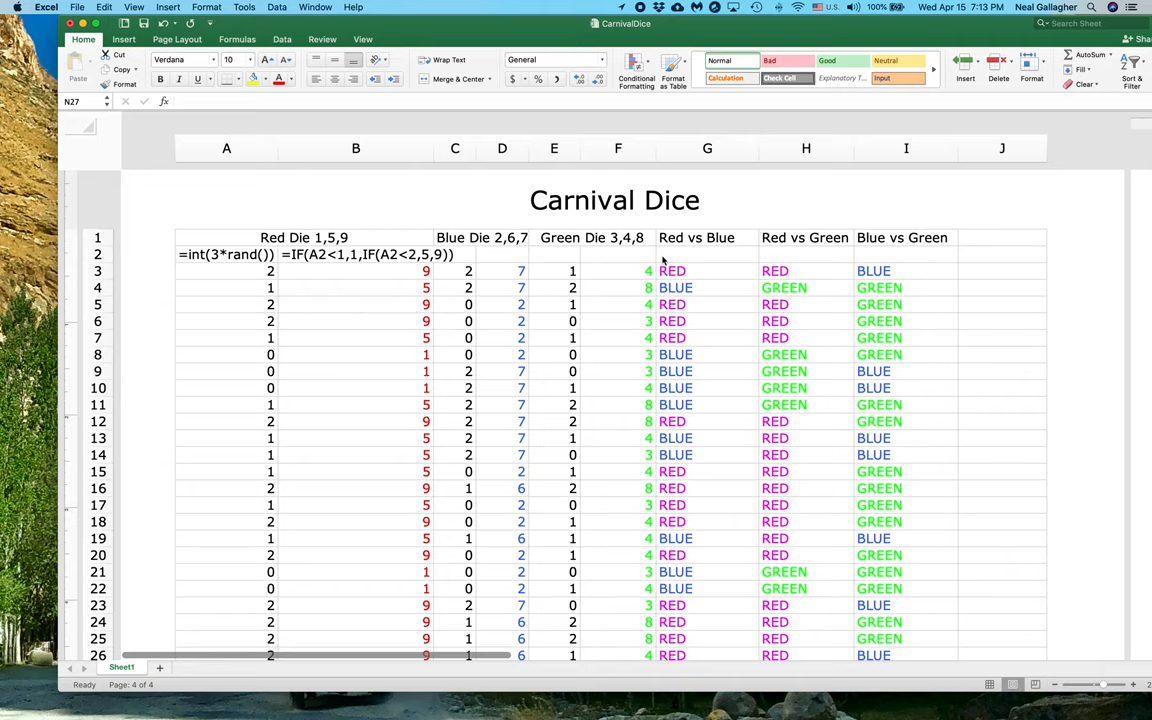 Excel File Edit View Insert Format Tools Data Window Help U.S. 100% Wed Apr 15 7:13 PM Neal Gallagher
CarnivalDice Search Sheet
Home Insert Page Layout Formulas Data Review View
Paste Cut Copy Format Verdana 10 Wrap Text Merge & Center General Conditional Formatting Format as Table Normal Bad Good Neutral Calculation Check Cell Explanatory T... Input Insert Delete Format AutoSum Fill Clear Sort & Filter
N27 fx
A B C D E F G H I J
Carnival Dice
1 Red Die 1,5,9 Blue Die 2,6,7 Green Die 3,4,8 Red vs Blue Red vs Green Blue vs Green
2 =int(3*rand()) =IF(A2<1,1,IF(A2<2,5,9))
3 2 9 2 7 1 4 RED RED BLUE
4 1 5 2 7 2 8 BLUE GREEN GREEN
5 2 9 0 2 1 4 RED RED GREEN
6 2 9 0 2 0 3 RED RED GREEN
7 1 5 0 2 1 4 RED RED GREEN
8 0 1 0 2 0 3 BLUE GREEN GREEN
9 0 1 2 7 0 3 BLUE GREEN BLUE
10 0 1 2 7 1 4 BLUE GREEN BLUE
11 1 5 2 7 2 8 BLUE GREEN GREEN
12 2 9 2 7 2 8 RED RED GREEN
13 1 5 2 7 1 4 BLUE RED BLUE
14 1 5 2 7 0 3 BLUE RED BLUE
15 1 5 0 2 1 4 RED RED GREEN
16 2 9 1 6 2 8 RED RED GREEN
17 1 5 0 2 0 3 RED RED GREEN
18 2 9 0 2 1 4 RED RED GREEN
19 1 5 1 6 1 4 BLUE RED BLUE
20 2 9 0 2 1 4 RED RED GREEN
21 0 1 0 2 0 3 BLUE GREEN GREEN
22 0 1 0 2 1 4 BLUE GREEN GREEN
23 2 9 2 7 0 3 RED RED BLUE
24 2 9 1 6 2 8 RED RED GREEN
25 2 9 1 6 2 8 RED RED GREEN
26 2 9 1 6 1 4 RED RED BLUE
Sheet1
Ready Page: 4 of 4